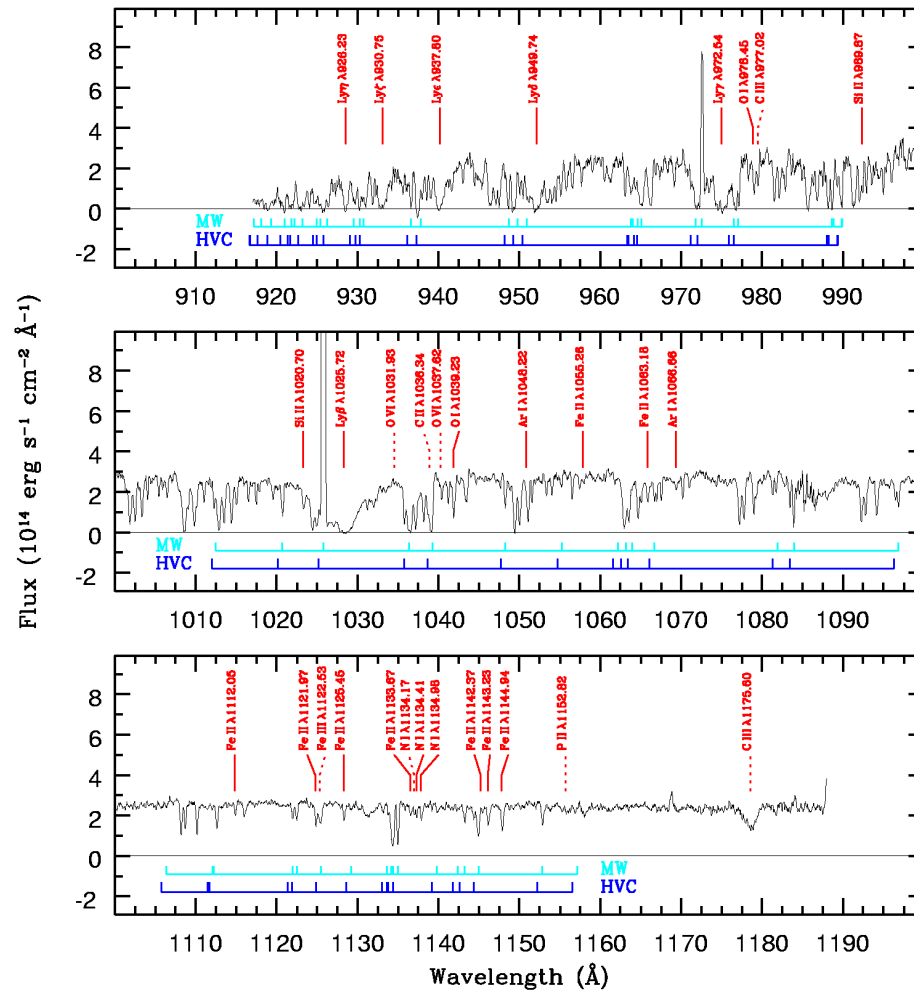 Flux (10¹⁴ erg s⁻¹ cm⁻² Å⁻¹)
8
6
4
2
0
-2
Lyη λ926.23
Lyζ λ930.75
Lyε λ937.80
Lyδ λ949.74
Lyγ λ972.54
O I λ976.45
C III λ977.02
Si II λ989.87
MW
HVC
910 920 930 940 950 960 970 980 990
8
6
4
2
0
-2
Si II λ1020.70
Lyβ λ1025.72
O VI λ1031.93
C II λ1036.34
O VI λ1037.62
O I λ1039.23
Ar I λ1048.22
Fe II λ1055.26
Fe II λ1063.18
Ar I λ1066.66
MW
HVC
1010 1020 1030 1040 1050 1060 1070 1080 1090
8
6
4
2
0
-2
Fe II λ1112.05
Fe II λ1121.97
Fe III λ1122.53
Fe II λ1125.45
Fe II λ1133.67
N I λ1134.17
N I λ1134.41
N I λ1134.98
Fe II λ1142.37
Fe II λ1143.23
Fe II λ1144.94
P II λ1152.82
C III λ1175.60
MW
HVC
1110 1120 1130 1140 1150 1160 1170 1180 1190
Wavelength (Å)